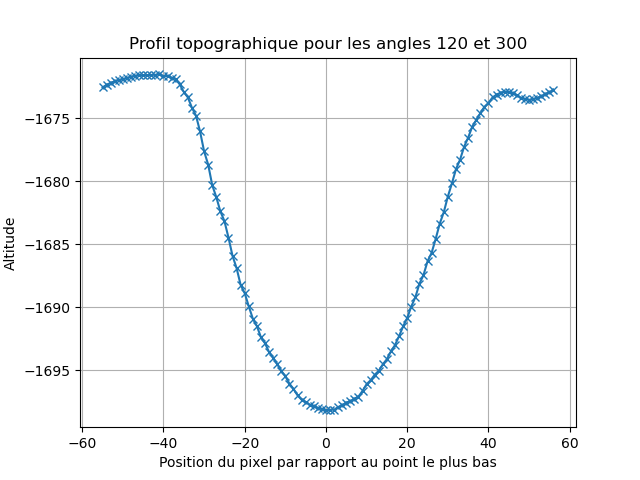 Profil topographique pour les angles 120 et 300
Altitude
−1675
−1680
−1685
−1690
−1695
−60 −40 −20 0 20 40 60
Position du pixel par rapport au point le plus bas